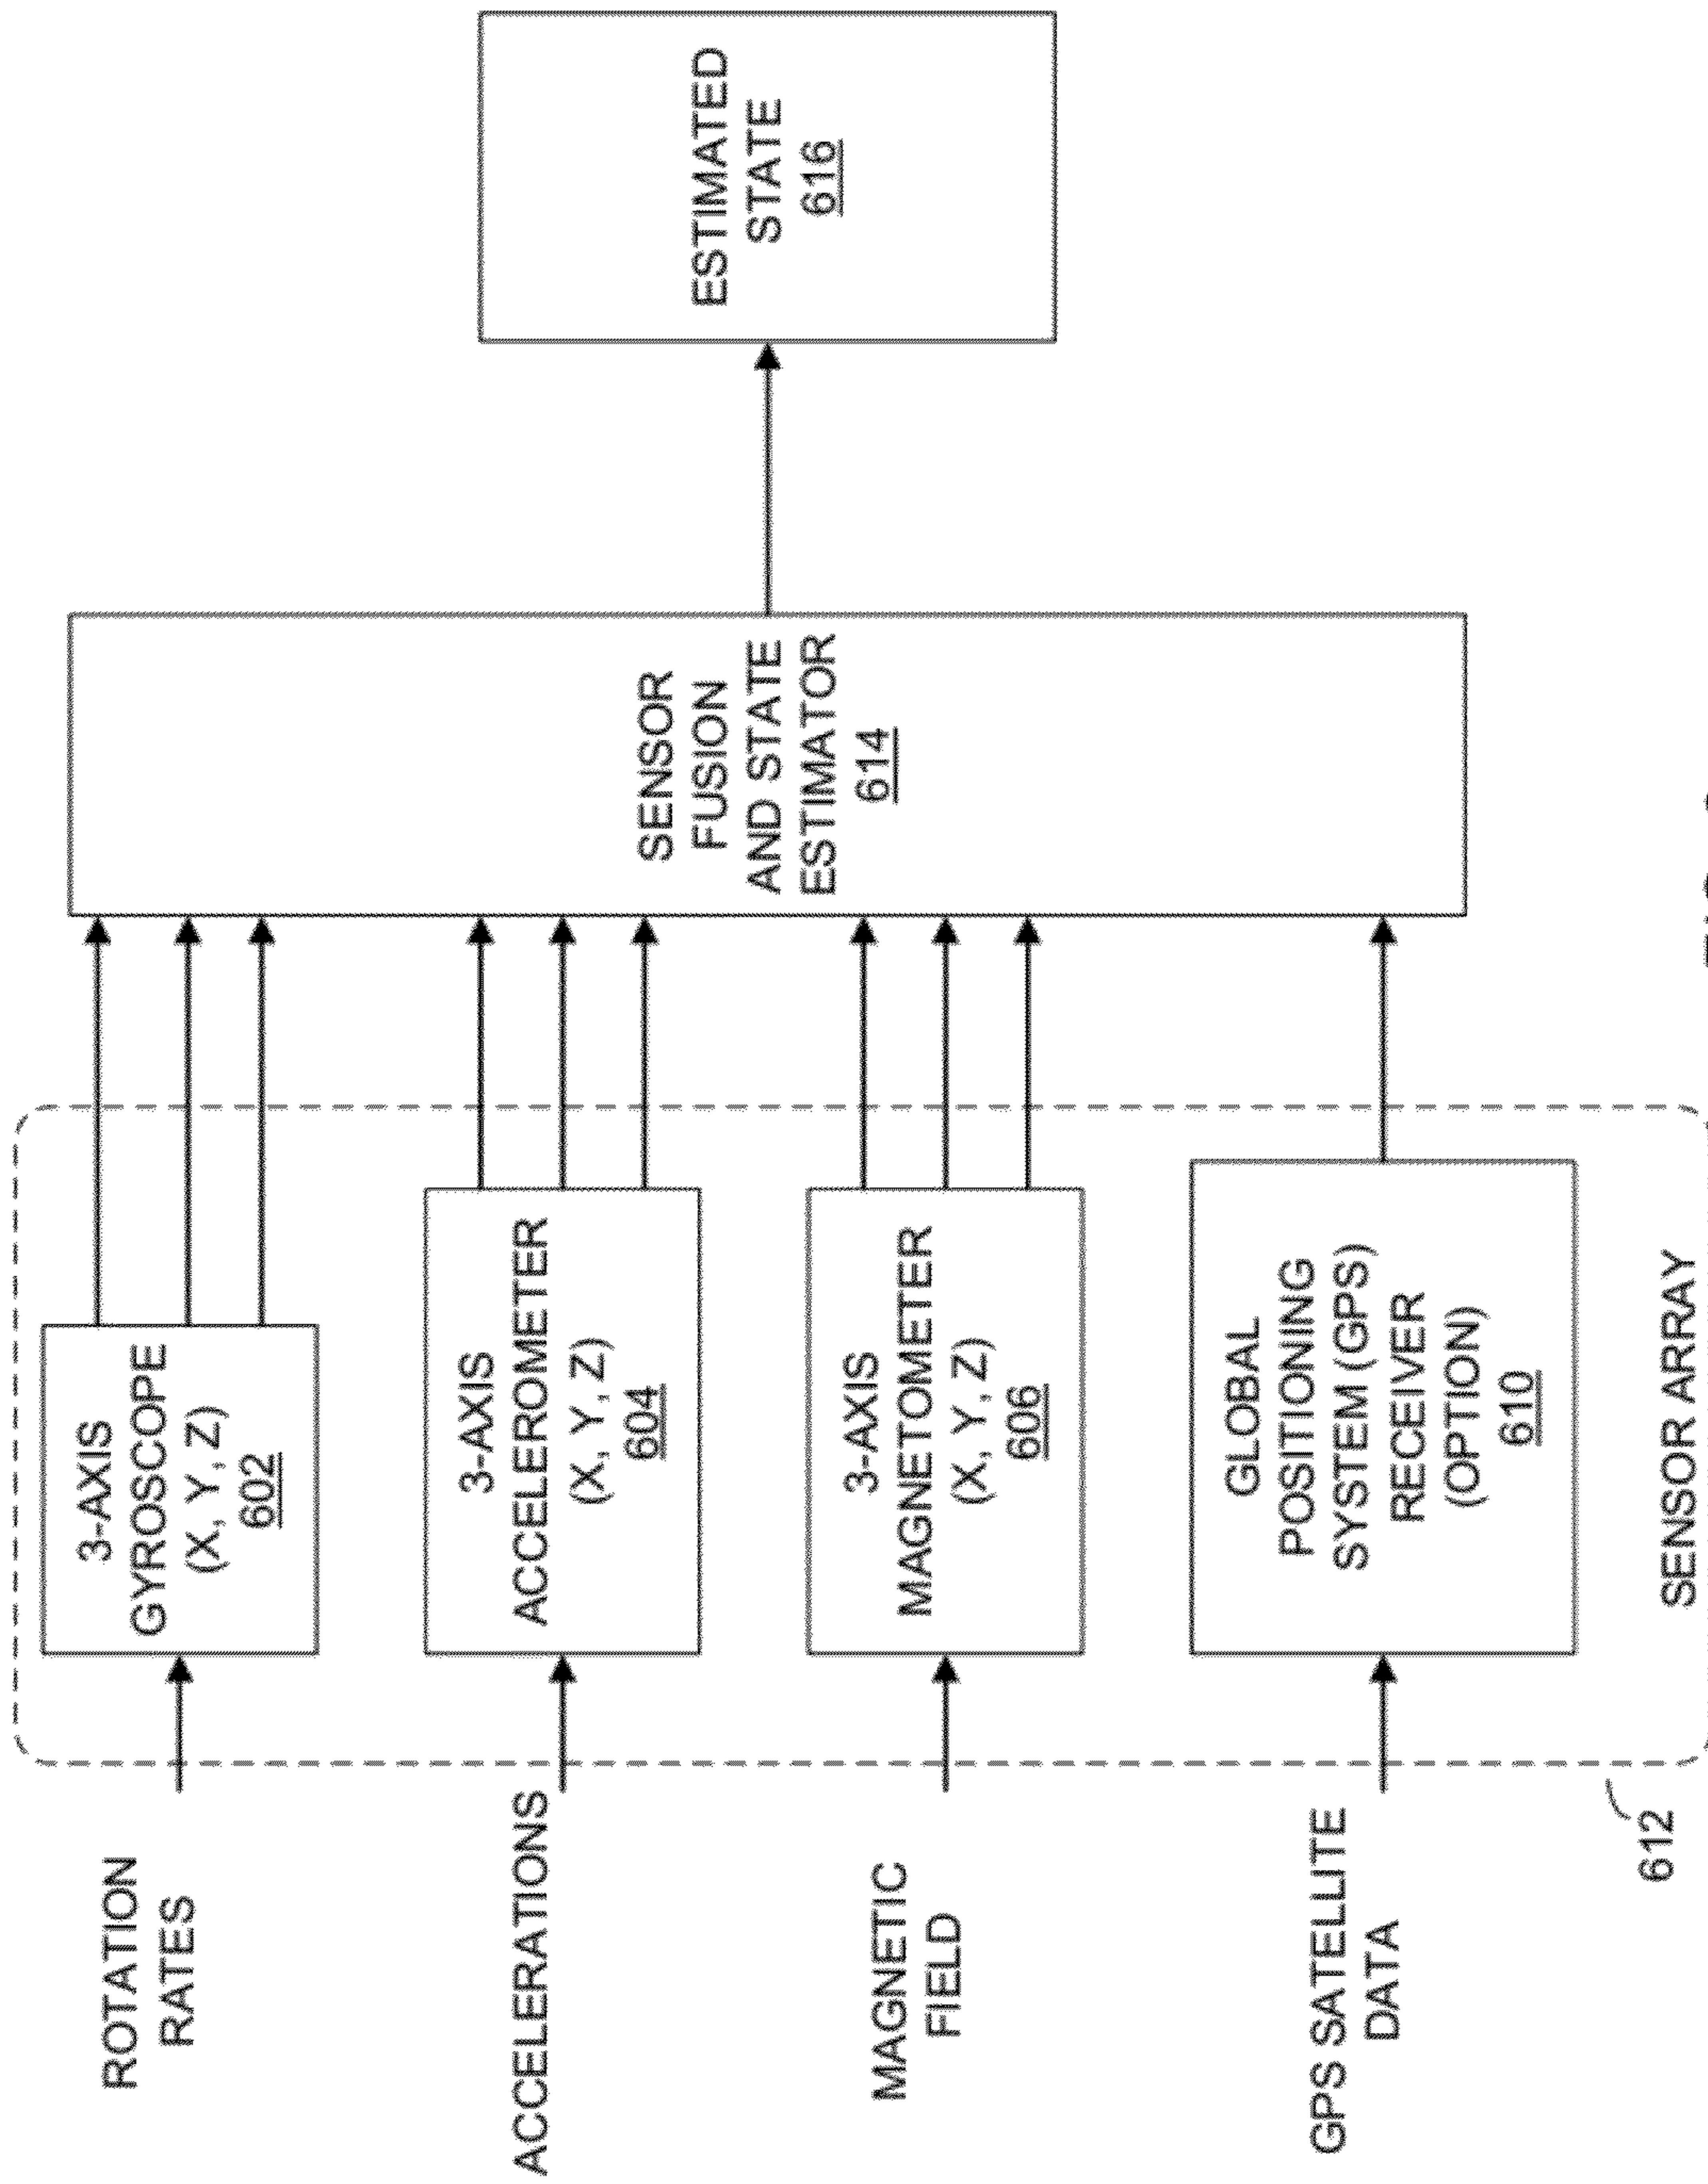 ROTATION
RATES
3-AXIS
GYROSCOPE
(X, Y, Z)
602
ACCELERATIONS
3-AXIS
ACCELEROMETER
(X, Y, Z)
604
MAGNETIC
FIELD
3-AXIS
MAGNETOMETER
(X, Y, Z)
606
GPS SATELLITE
DATA
GLOBAL
POSITIONING
SYSTEM (GPS)
RECEIVER
(OPTION)
610
612
SENSOR ARRAY
SENSOR
FUSION
AND STATE
ESTIMATOR
614
ESTIMATED
STATE
616